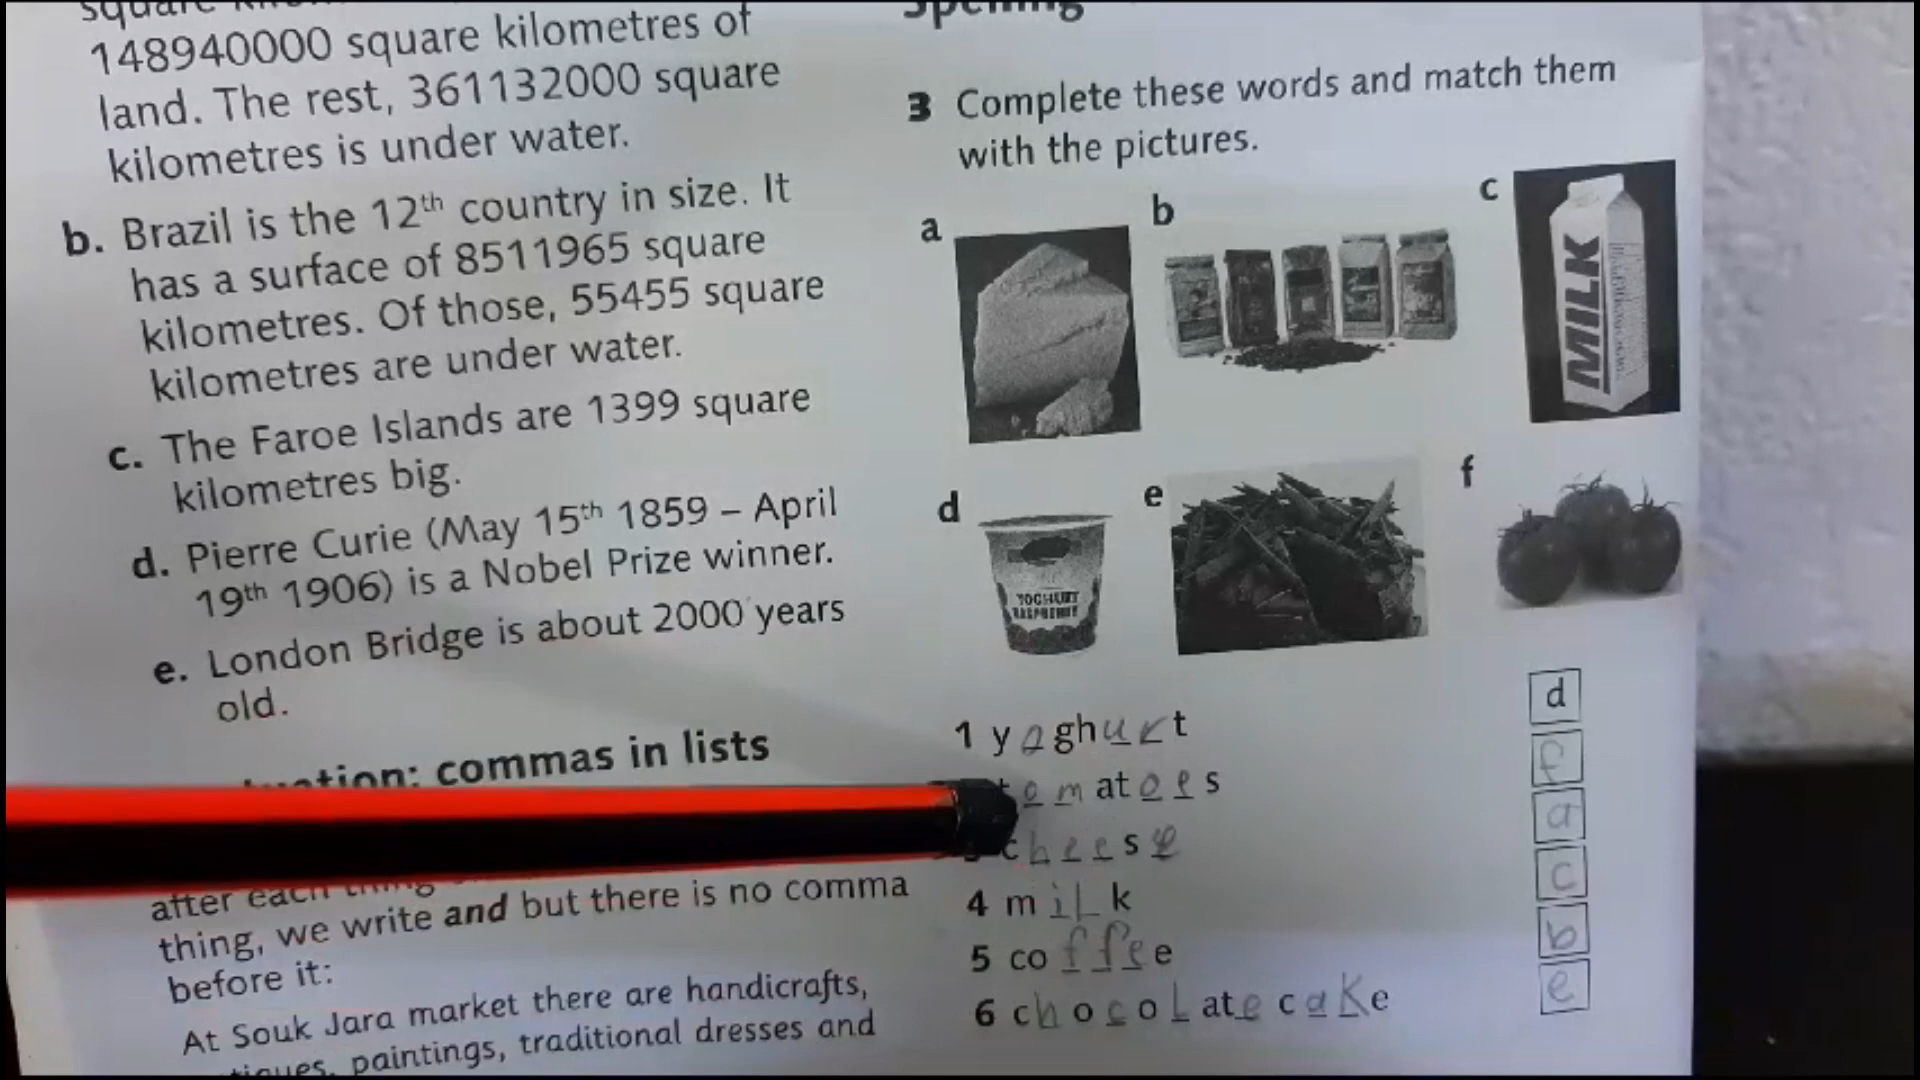 148940000 square kilometres of
land. The rest, 361132000 square
kilometres is under water.
b. Brazil is the 12th country in size. It
has a surface of 8511965 square
kilometres. Of those, 55455 square
kilometres are under water.
c. The Faroe Islands are 1399 square
kilometres big.
d. Pierre Curie (May 15th 1859 – April
19th 1906) is a Nobel Prize winner.
e. London Bridge is about 2000 years
old.
commas in lists
after each
thing, we write and but there is no comma
before it:
At Souk Jara market there are handicrafts,
paintings, traditional dresses and
Spelling
3 Complete these words and match them
with the pictures.
a
b
c
MILK
d
YOGHURT
RASPBERRY
e
f
1 yoghurt d
tomatoes f
cheese a
4 milk c
5 coffee b
6 chocolate cake e